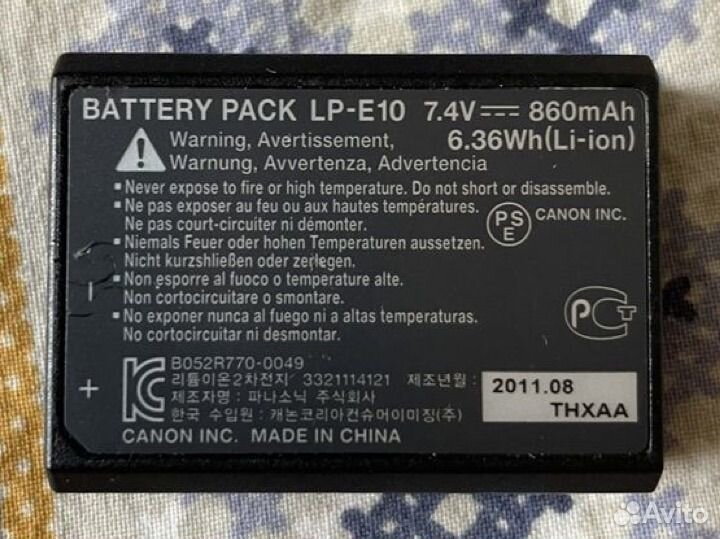 BATTERY PACK LP-E10 7.4V⎓860mAh
6.36Wh(Li-ion)
Warning, Avertissement,
Warnung, Avvertenza, Advertencia
▪Never expose to fire or high temperature. Do not short or disassemble.
▪Ne pas exposer au feu ou aux hautes températures.
Ne pas court-circuiter ni démonter.
▪Niemals Feuer oder hohen Temperaturen aussetzen.
Nicht kurzshließen oder zerlegen.
▪Non esporre al fuoco o temperature alte.
Non cortocircuitare o smontare.
▪No exponer nunca al fuego ni a altas temperaturas.
No cortocircuitar ni desarmar.
PS
E
CANON INC.
РСТ
−
+
B052R770-0049
리튬이온2차전지 3321114121 제조년월:
제조자명: 파나소닉 주식회사
한국 수입원: 캐논코리아컨슈머이미징(주)
KC
2011.08
THXAA
CANON INC. MADE IN CHINA
Avito